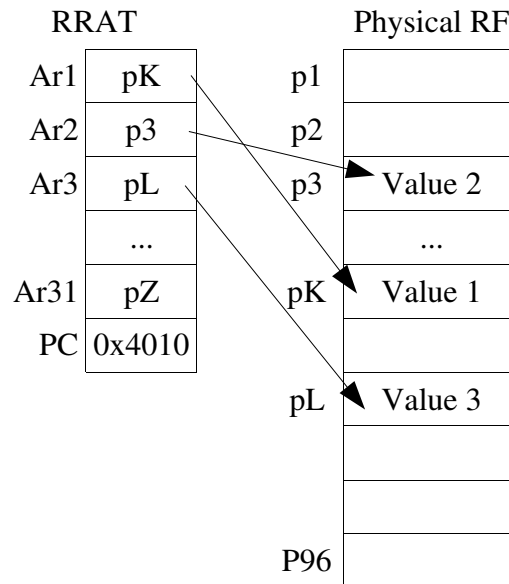 RRAT
Physical RF
Ar1 pK
Ar2 p3
Ar3 pL
...
Ar31 pZ
PC 0x4010
p1
p2
p3 Value 2
...
pK Value 1
pL Value 3
P96